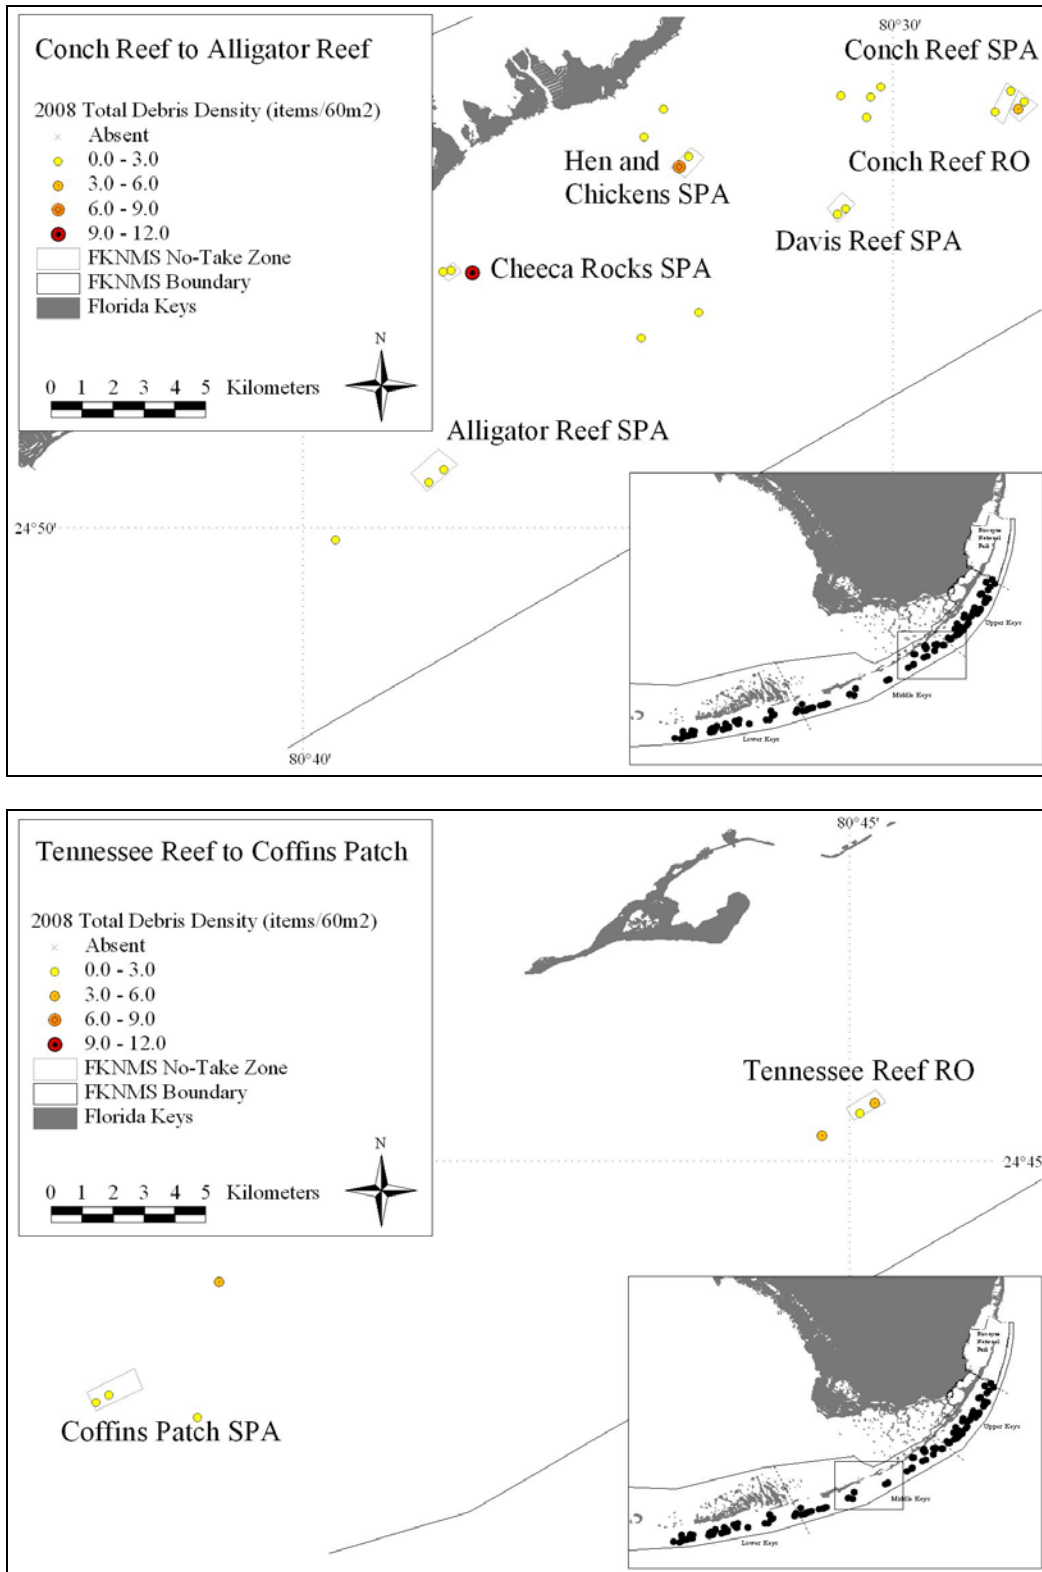 Conch Reef to Alligator Reef
2008 Total Debris Density (items/60m2)
Absent
0.0 - 3.0
3.0 - 6.0
6.0 - 9.0
9.0 - 12.0
FKNMS No-Take Zone
FKNMS Boundary
Florida Keys
N
0 1 2 3 4 5 Kilometers
80°30'
Conch Reef SPA
Hen and
Chickens SPA
Conch Reef RO
Davis Reef SPA
Cheeca Rocks SPA
Alligator Reef SPA
24°50'
80°40'
Biscayne
National
Park
Upper Keys
Middle Keys
Lower Keys
Tennessee Reef to Coffins Patch
2008 Total Debris Density (items/60m2)
Absent
0.0 - 3.0
3.0 - 6.0
6.0 - 9.0
9.0 - 12.0
FKNMS No-Take Zone
FKNMS Boundary
Florida Keys
N
0 1 2 3 4 5 Kilometers
80°45'
Tennessee Reef RO
24°45'
Coffins Patch SPA
Biscayne
National
Park
Upper Keys
Middle Keys
Lower Keys